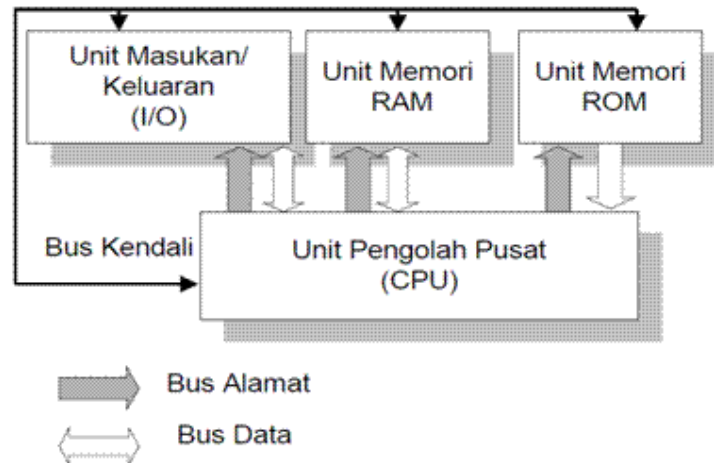 Unit Masukan/
Keluaran
(I/O)
Unit Memori
RAM
Unit Memori
ROM
Bus Kendali
Unit Pengolah Pusat
(CPU)
Bus Alamat
Bus Data